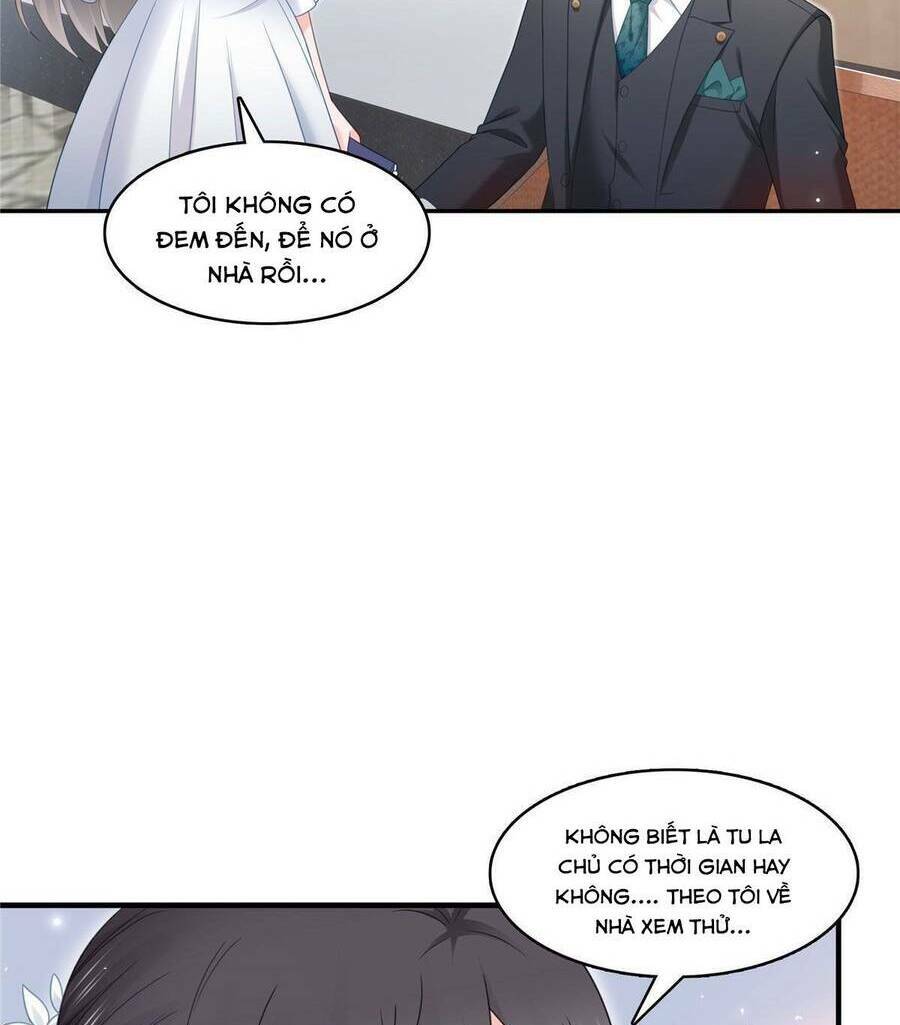 TÔI KHÔNG CÓ
ĐEM ĐẾN, ĐỂ NÓ Ở
NHÀ RỒI...
KHÔNG BIẾT LÀ TU LA
CHỦ CÓ THỜI GIAN HAY
KHÔNG.... THEO TÔI VỀ
NHÀ XEM THỬ...